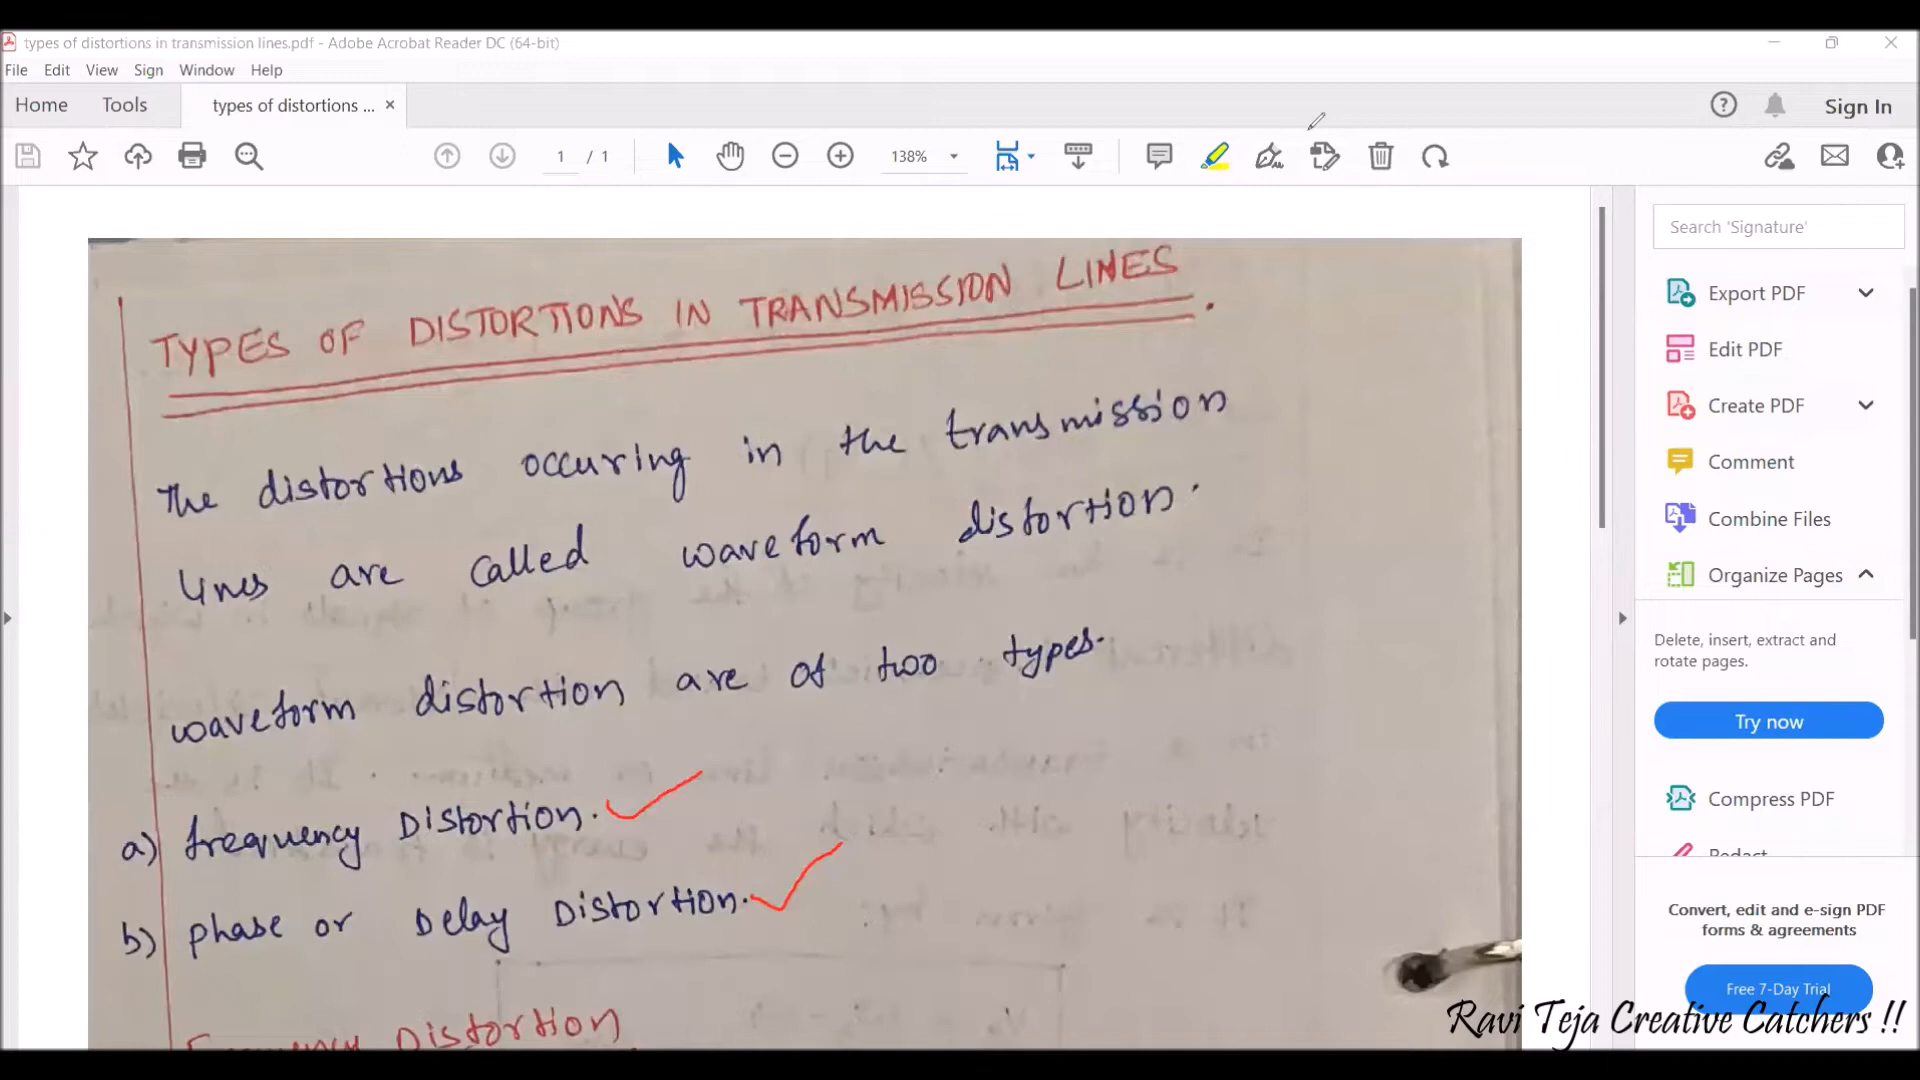 types of distortions in transmission lines.pdf - Adobe Acrobat Reader DC (64-bit)
File Edit View Sign Window Help
Home Tools types of distortions ... × Sign In
1 / 1 138%
Search 'Signature'
Export PDF
Edit PDF
Create PDF
Comment
Combine Files
Organize Pages
Delete, insert, extract and
rotate pages.
Try now
Compress PDF
Redact
Convert, edit and e-sign PDF
forms & agreements
Free 7-Day Trial
TYPES OF DISTORTIONS IN TRANSMISSION LINES.
The distortions occuring in the transmission
lines are called waveform distortion.
waveform distortion are of two types.
a) frequency Distortion.
b) phase or Delay Distortion.
Frequency Distortion
Ravi Teja Creative Catchers !!